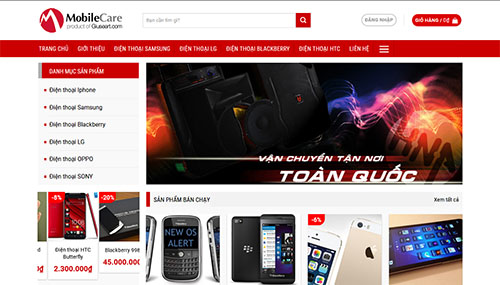 MobileCare
product of Giuseart.com
Bạn cần tìm gì?
ĐĂNG NHẬP
GIỎ HÀNG / 0₫
TRANG CHỦ GIỚI THIỆU ĐIỆN THOẠI SAMSUNG ĐIỆN THOẠI LG ĐIỆN THOẠI BLACKBERRY ĐIỆN THOẠI HTC LIÊN HỆ
DANH MỤC SẢN PHẨM
Điện thoại Iphone
Điện thoại Samsung
Điện thoại Blackberry
Điện thoại LG
Điện thoại OPPO
Điện thoại SONY
VẬN CHUYỂN TẬN NƠI
TOÀN QUỐC
-8%
-20%
Điện thoại HTC
Butterfly
2.300.000₫
Blackberry 998
45.000.000
SẢN PHẨM BÁN CHẠY
Xem tất cả
NEW OS
ALERT
-6%